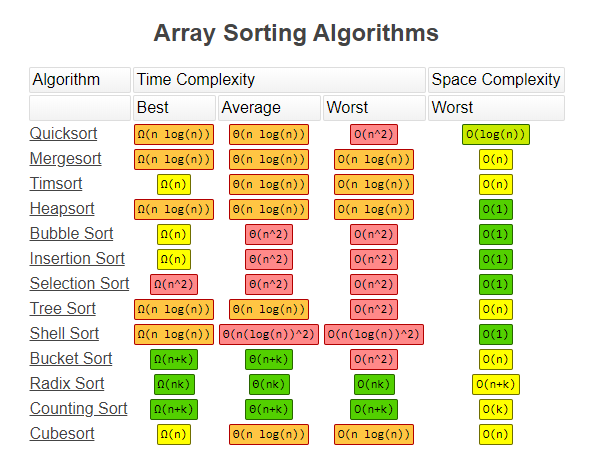 Array Sorting Algorithms
Algorithm Time Complexity Space Complexity
Best Average Worst Worst
Quicksort Ω(n log(n)) Θ(n log(n)) O(n^2) O(log(n))
Mergesort Ω(n log(n)) Θ(n log(n)) O(n log(n)) O(n)
Timsort Ω(n) Θ(n log(n)) O(n log(n)) O(n)
Heapsort Ω(n log(n)) Θ(n log(n)) O(n log(n)) O(1)
Bubble Sort Ω(n) Θ(n^2) O(n^2) O(1)
Insertion Sort Ω(n) Θ(n^2) O(n^2) O(1)
Selection Sort Ω(n^2) Θ(n^2) O(n^2) O(1)
Tree Sort Ω(n log(n)) Θ(n log(n)) O(n^2) O(n)
Shell Sort Ω(n log(n)) Θ(n(log(n))^2) O(n(log(n))^2) O(1)
Bucket Sort Ω(n+k) Θ(n+k) O(n^2) O(n)
Radix Sort Ω(nk) Θ(nk) O(nk) O(n+k)
Counting Sort Ω(n+k) Θ(n+k) O(n+k) O(k)
Cubesort Ω(n) Θ(n log(n)) O(n log(n)) O(n)